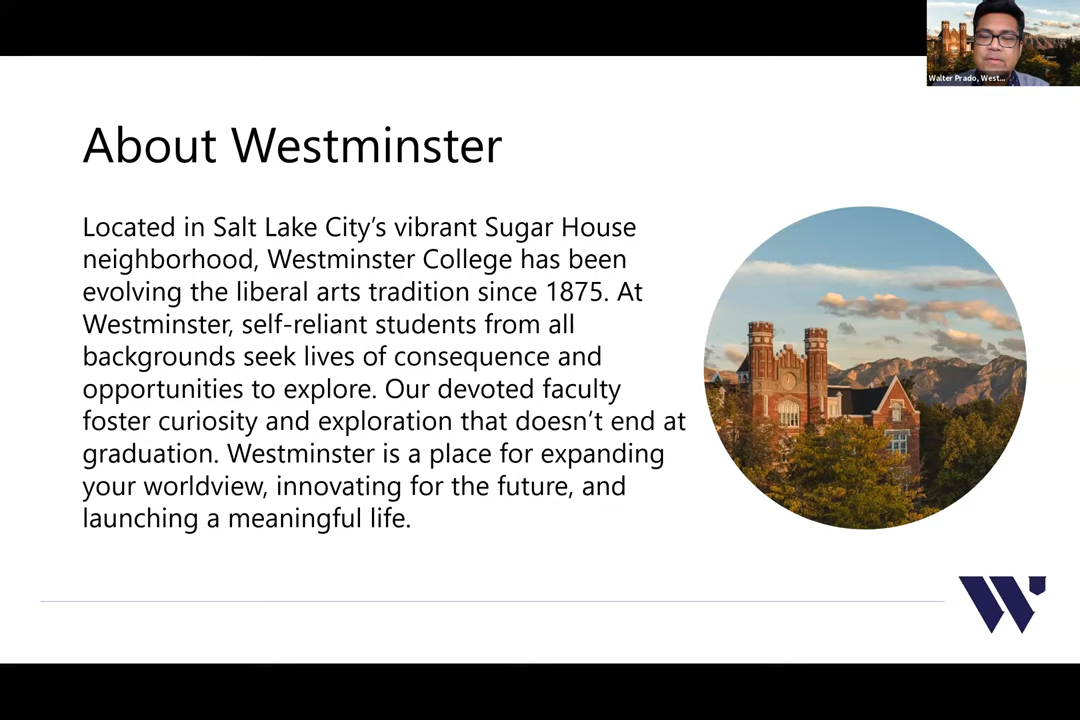 Walter Prado, West...
About Westminster
Located in Salt Lake City’s vibrant Sugar House
neighborhood, Westminster College has been
evolving the liberal arts tradition since 1875. At
Westminster, self-reliant students from all
backgrounds seek lives of consequence and
opportunities to explore. Our devoted faculty
foster curiosity and exploration that doesn’t end at
graduation. Westminster is a place for expanding
your worldview, innovating for the future, and
launching a meaningful life.
W